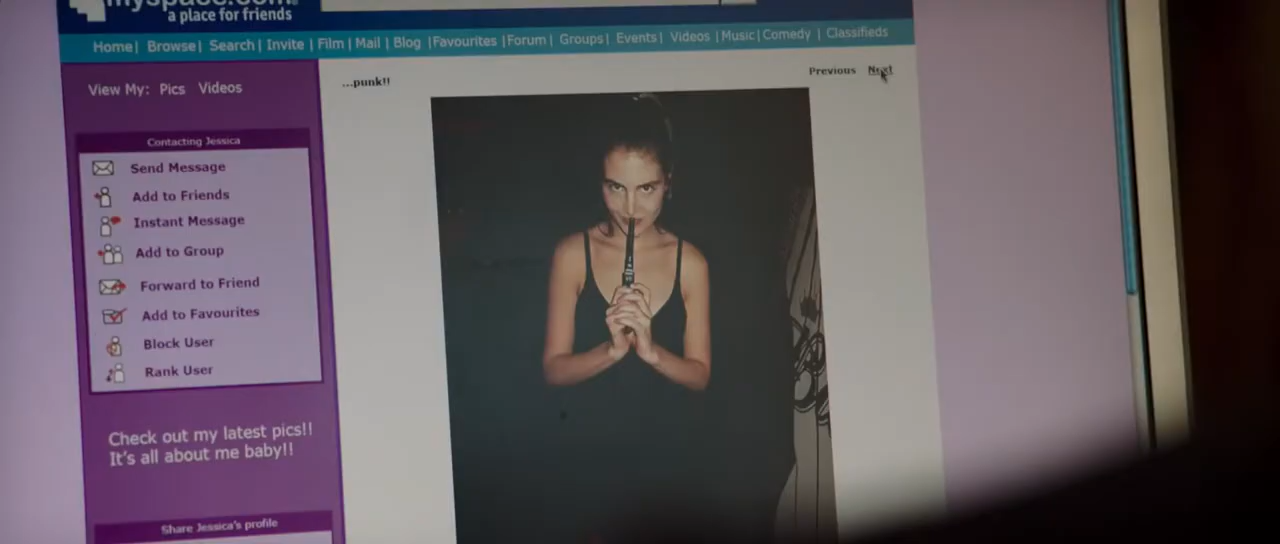 myspace.com
a place for friends
Home| Browse| Search| Invite | Film | Mail | Blog |Favourites |Forum | Groups| Events| Videos |Music| Comedy | Classifieds
View My: Pics Videos
...punk!!
Previous Next
Contacting Jessica
Send Message
Add to Friends
Instant Message
Add to Group
Forward to Friend
Add to Favourites
Block User
Rank User
Check out my latest pics!!
It's all about me baby!!
Share Jessica's profile